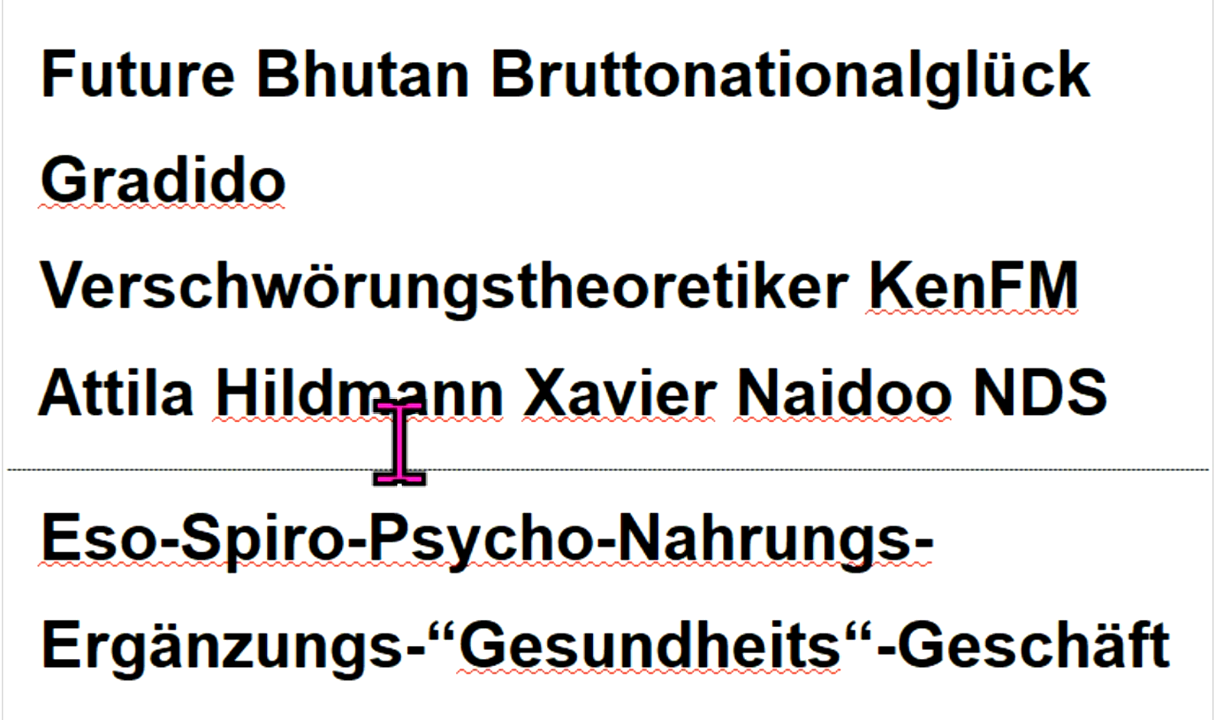 Future Bhutan Bruttonationalglück
Gradido
Verschwörungstheoretiker KenFM
Attila Hildmann Xavier Naidoo NDS
Eso-Spiro-Psycho-Nahrungs-
Ergänzungs-“Gesundheits“-Geschäft